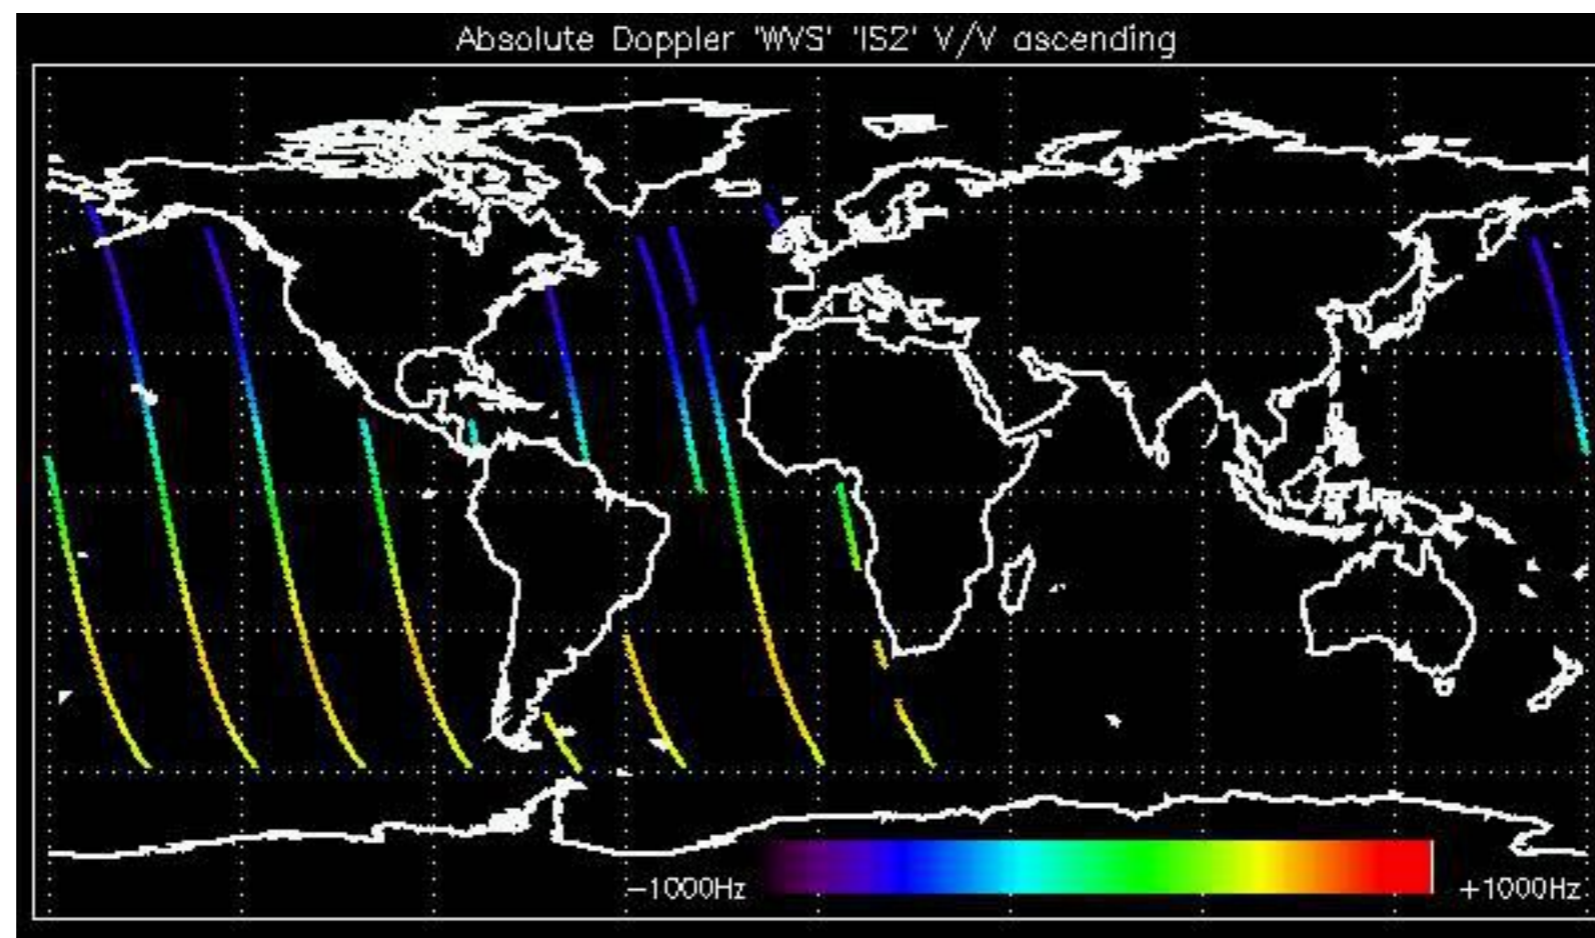 Absolute Doppler 'WVS' 'IS2' V/V ascending
-1000Hz +1000Hz